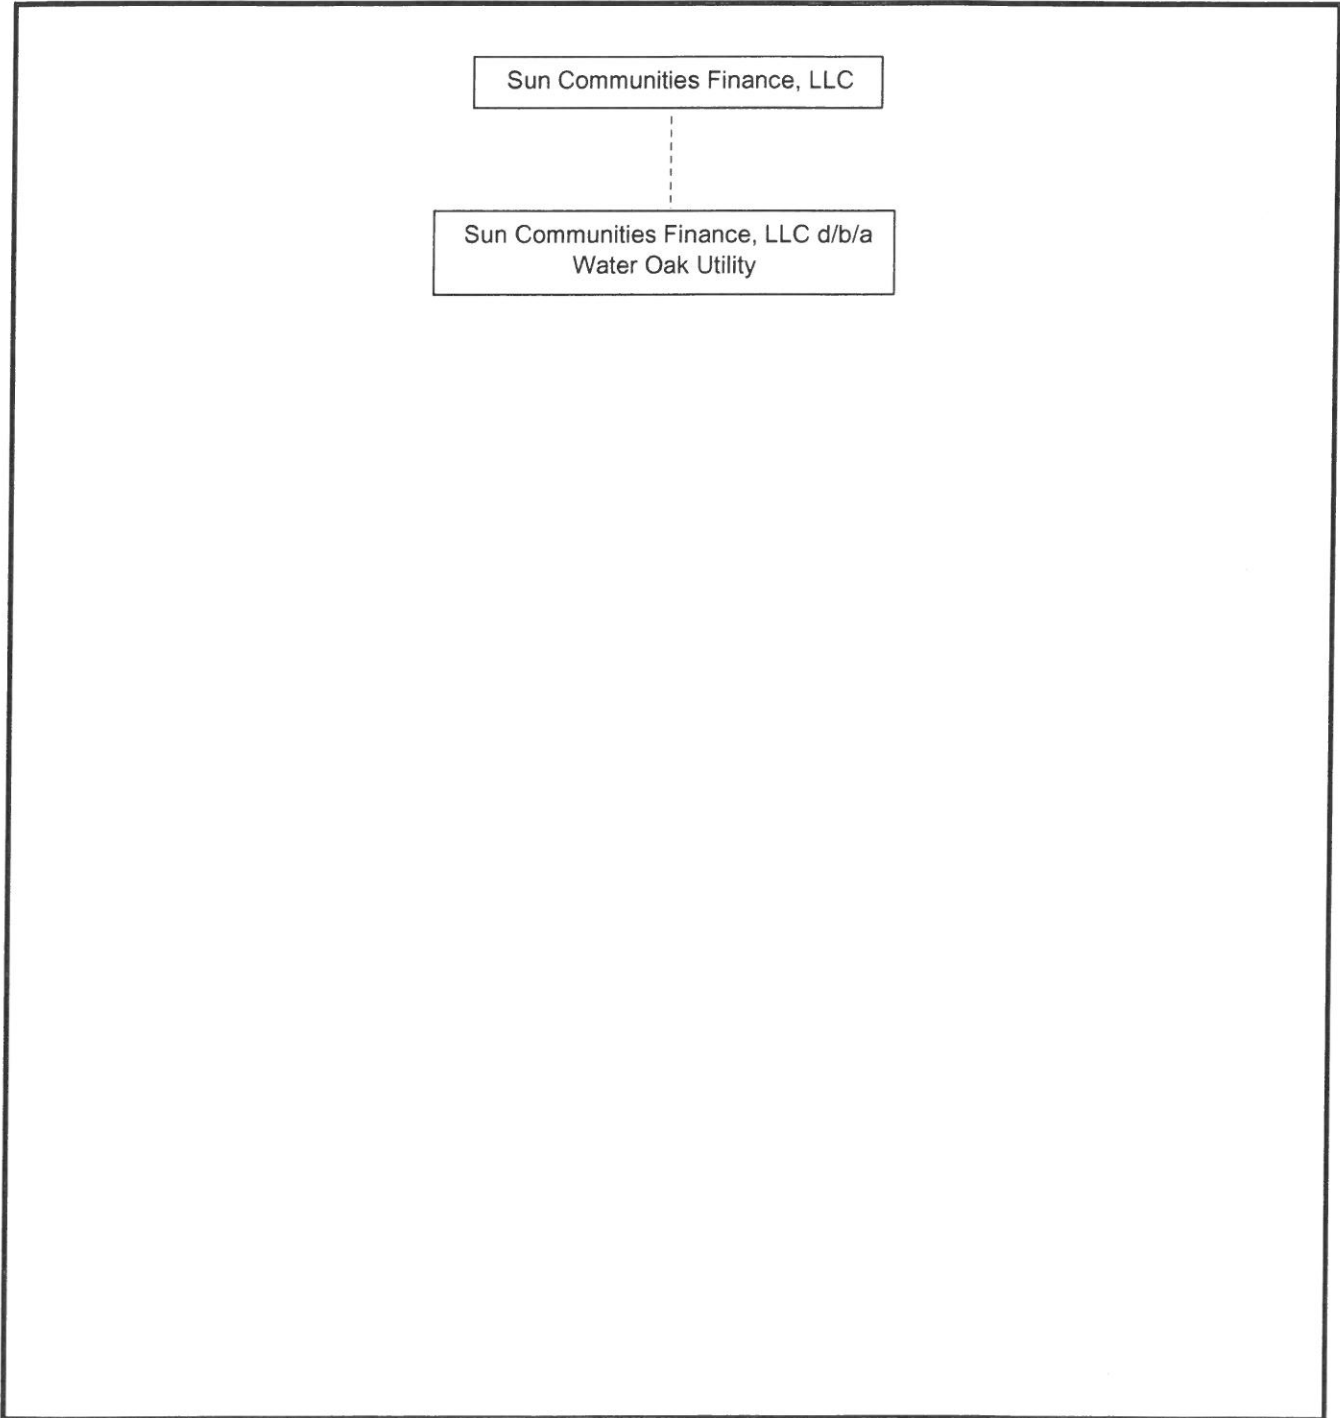 Sun Communities Finance, LLC
Sun Communities Finance, LLC d/b/a
Water Oak Utility